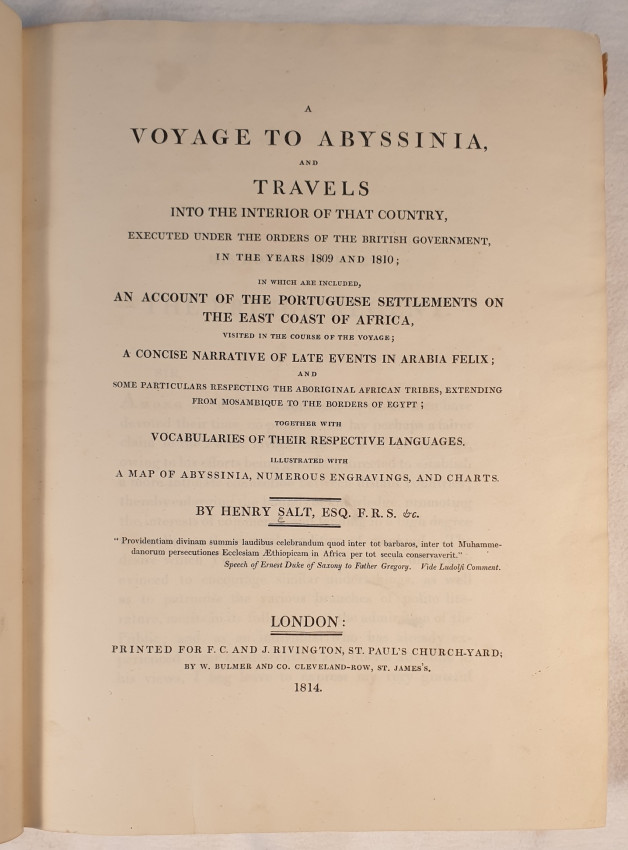 A
VOYAGE TO ABYSSINIA,
AND
TRAVELS
INTO THE INTERIOR OF THAT COUNTRY,
EXECUTED UNDER THE ORDERS OF THE BRITISH GOVERNMENT,
IN THE YEARS 1809 AND 1810;
IN WHICH ARE INCLUDED,
AN ACCOUNT OF THE PORTUGUESE SETTLEMENTS ON
THE EAST COAST OF AFRICA,
VISITED IN THE COURSE OF THE VOYAGE;
A CONCISE NARRATIVE OF LATE EVENTS IN ARABIA FELIX;
AND
SOME PARTICULARS RESPECTING THE ABORIGINAL AFRICAN TRIBES, EXTENDING
FROM MOSAMBIQUE TO THE BORDERS OF EGYPT;
TOGETHER WITH
VOCABULARIES OF THEIR RESPECTIVE LANGUAGES.
ILLUSTRATED WITH
A MAP OF ABYSSINIA, NUMEROUS ENGRAVINGS, AND CHARTS.
BY HENRY SALT, ESQ. F. R. S. &c.
"Providentiam divinam summis laudibus celebrandum quod inter tot barbaros, inter tot Muhamme-
danorum persecutiones Ecclesiam Æthiopicam in Africa per tot secula conservaverit."
Speech of Ernest Duke of Saxony to Father Gregory. Vide Ludolfi Comment.
LONDON:
PRINTED FOR F. C. AND J. RIVINGTON, ST. PAUL'S CHURCH-YARD;
BY W. BULMER AND CO. CLEVELAND-ROW, ST. JAMES'S.
1814.